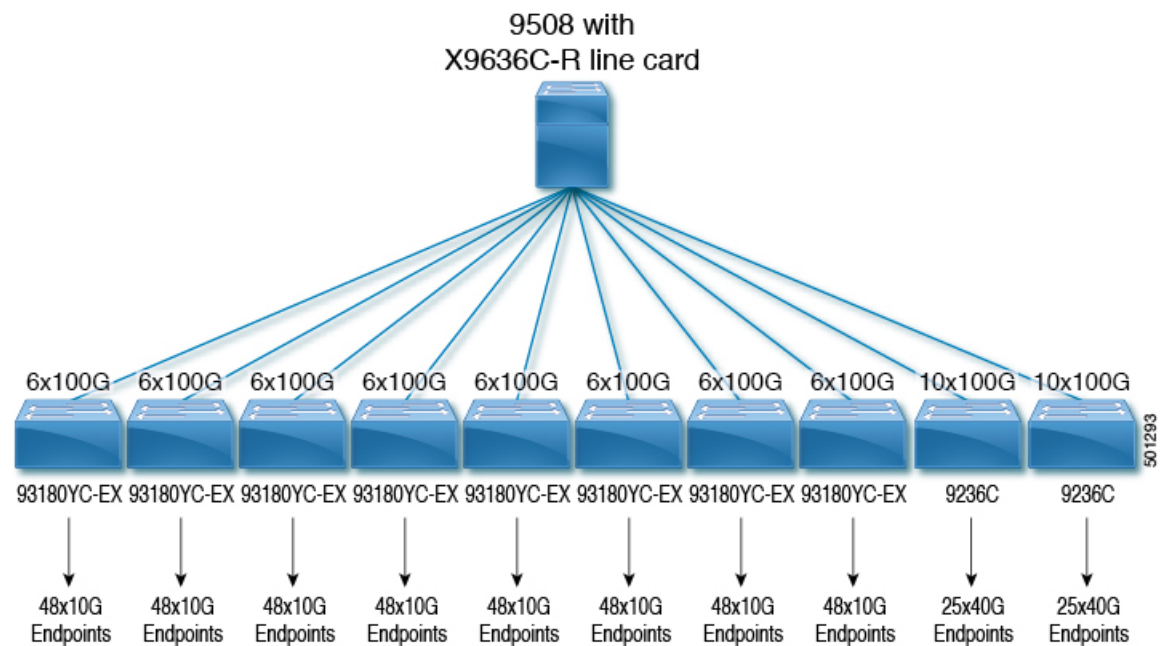 9508 with
X9636C-R line card
6x100G 6x100G 6x100G 6x100G 6x100G 6x100G 6x100G 6x100G 10x100G 10x100G
501293
93180YC-EX 93180YC-EX 93180YC-EX 93180YC-EX 93180YC-EX 93180YC-EX 93180YC-EX 93180YC-EX 9236C 9236C
48x10G 48x10G 48x10G 48x10G 48x10G 48x10G 48x10G 48x10G 25x40G 25x40G
Endpoints Endpoints Endpoints Endpoints Endpoints Endpoints Endpoints Endpoints Endpoints Endpoints